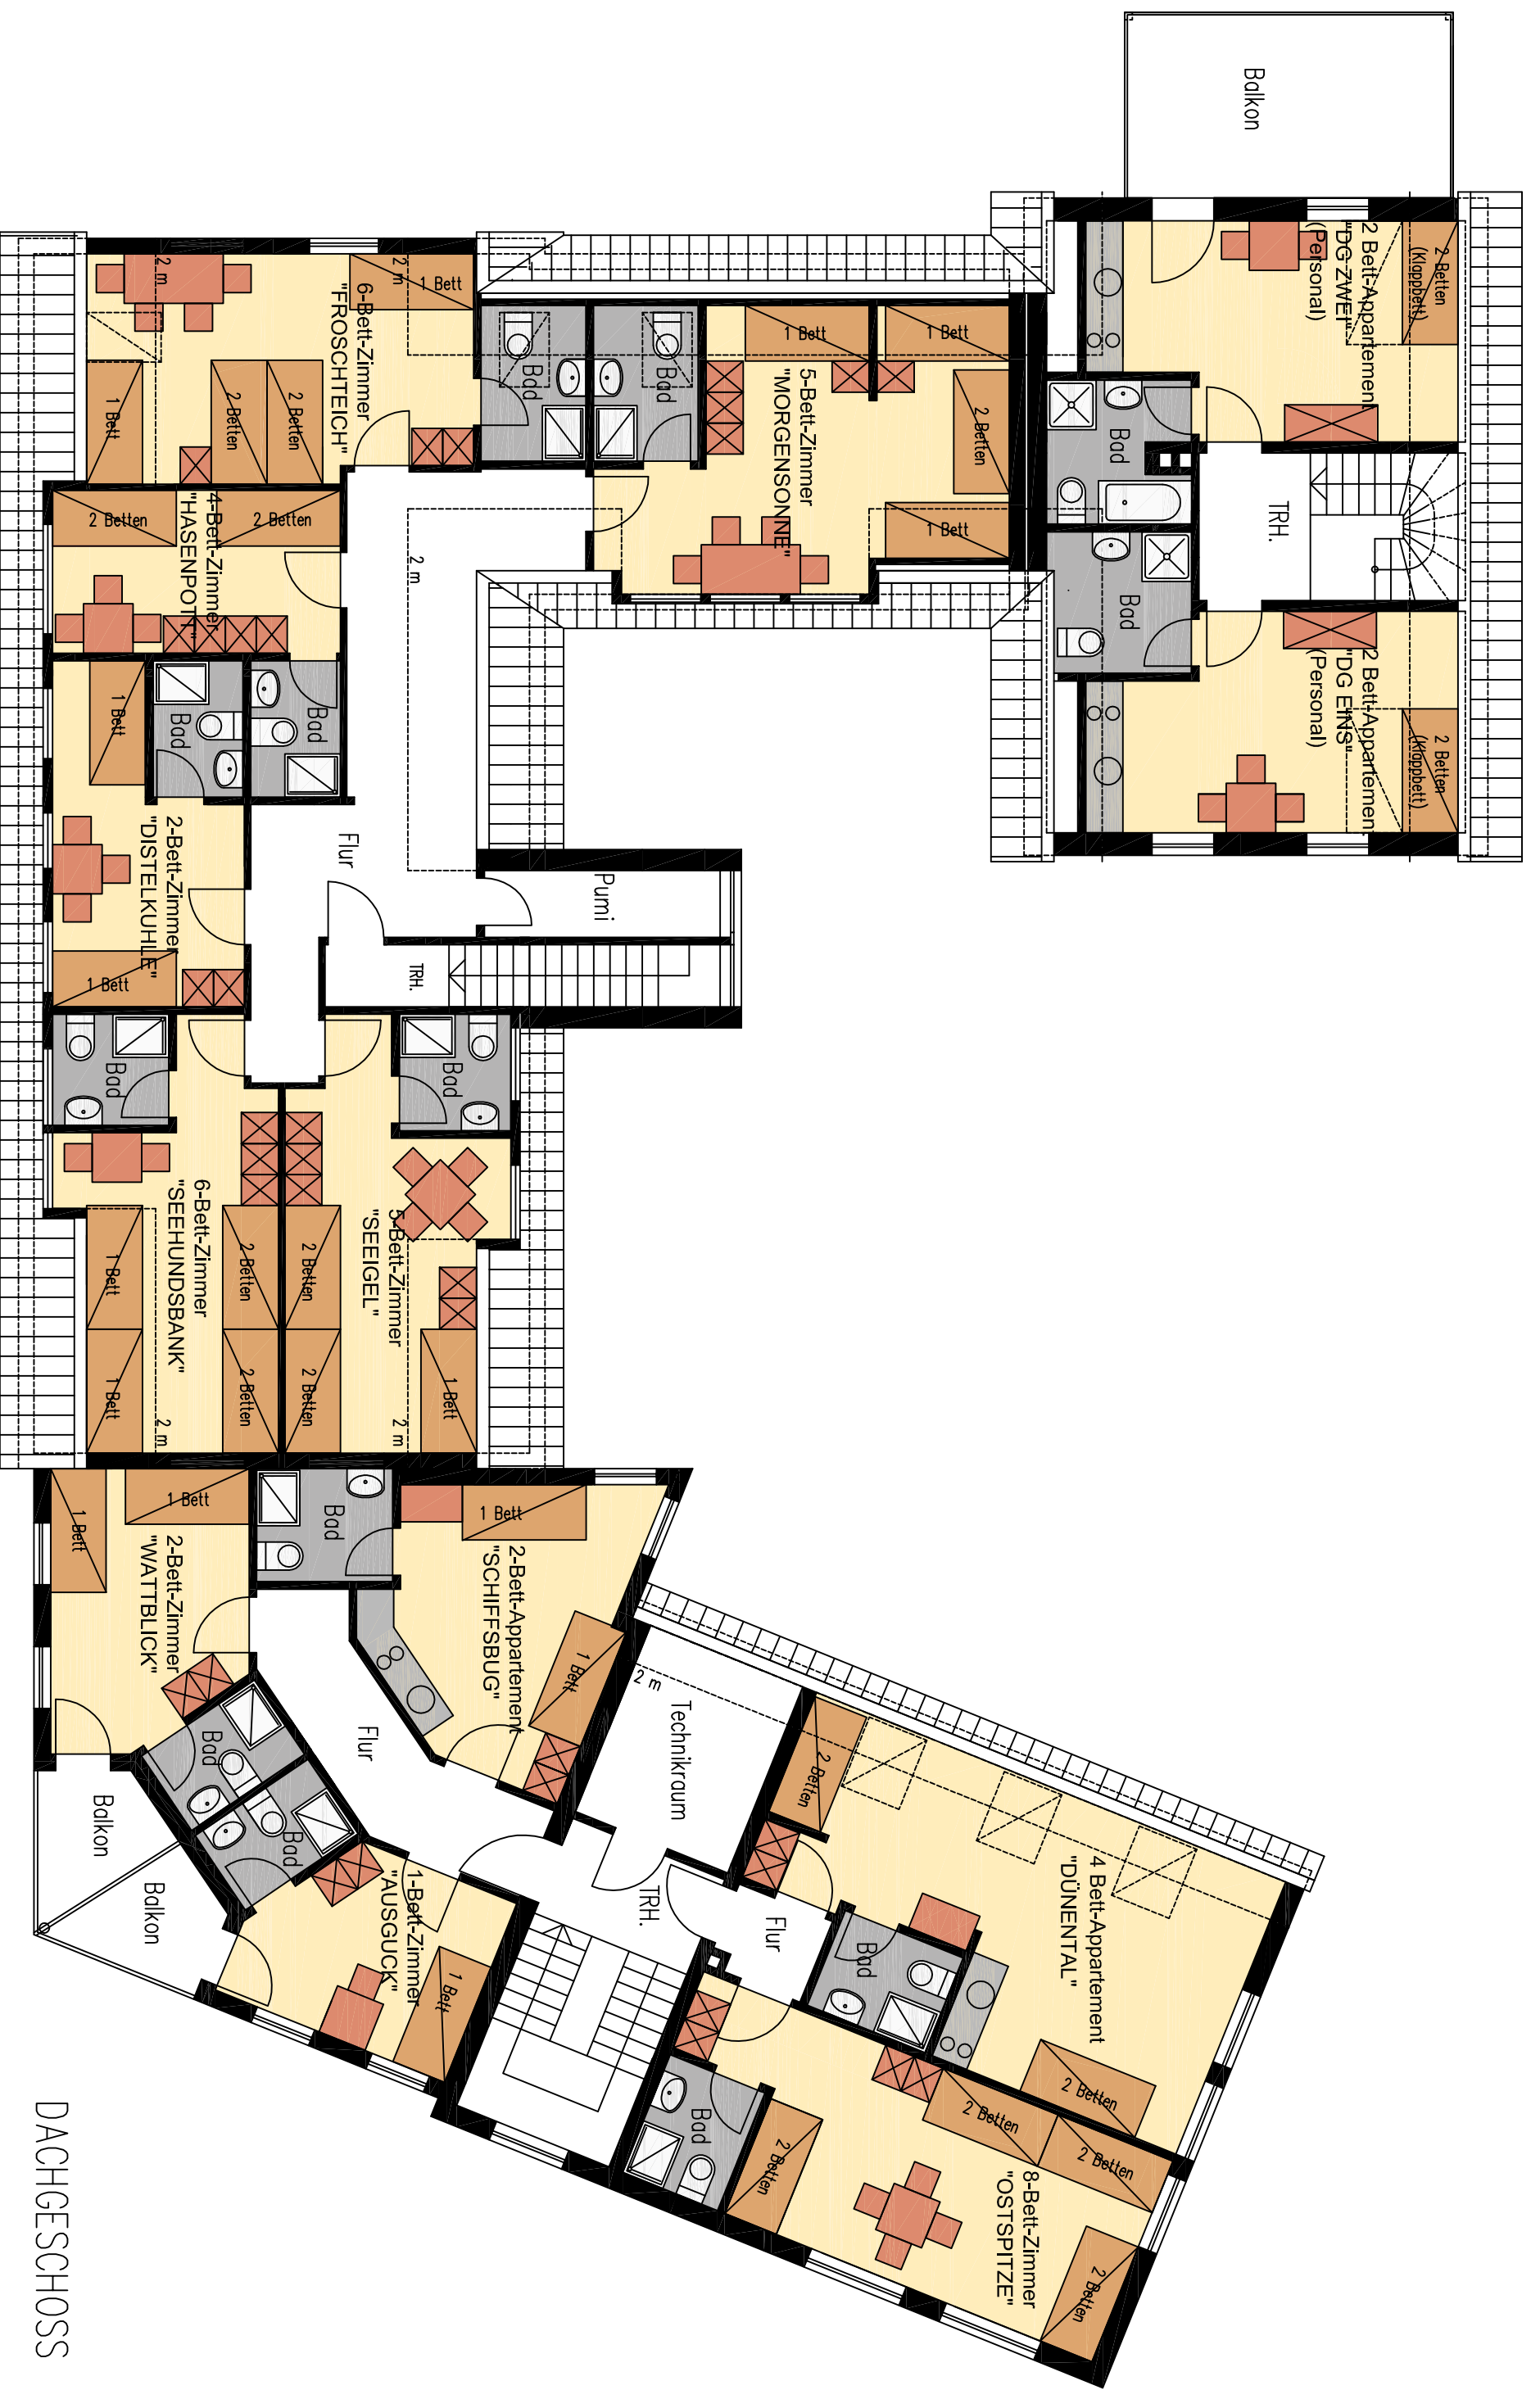 Balkon
2 Bett-Appartement
"DG ZWEI"
(Personal)
2 Betten
(Klappbett)
Bad
TRH.
Bad
2 Bett-Appartement
"DG EINS"
(Personal)
2 Betten
(Klappbett)
2 m
2 m
1 Bett
6-Bett-Zimmer
"FROSCHTEICH"
1 Bett
2 Betten
2 Betten
Bad
Bad
1 Bett
1 Bett
5-Bett-Zimmer
"MORGENSONNE"
2 Betten
1 Bett
2 m
2 Betten
2 Betten
4-Bett-Zimmer
"HASENPOTT"
1 Bett
Bad
Bad
2-Bett-Zimmer
"DISTELKUHLE"
1 Bett
Flur
Pumi
TRH.
Bad
Bad
6-Bett-Zimmer
"SEEHUNDSBANK"
1 Bett
1 Bett
2 Betten
2 Betten
2 m
5-Bett-Zimmer
"SEEIGEL"
2 Betten
2 Betten
1 Bett
2 m
1 Bett
1 Bett
2-Bett-Zimmer
"WATTBLICK"
Bad
1 Bett
2-Bett-Appartement
"SCHIFFSBUG"
1 Bett
Flur
Bad
Bad
Balkon
Balkon
1-Bett-Zimmer
"AUSGUCK"
1 Bett
2 m
Technikraum
TRH.
Flur
2 Betten
4 Bett-Appartement
"DÜNENTAL"
Bad
2 Betten
Bad
2 Betten
2 Betten
2 Betten
8-Bett-Zimmer
"OSTSPITZE"
2 Betten
DACHGESCHOSS